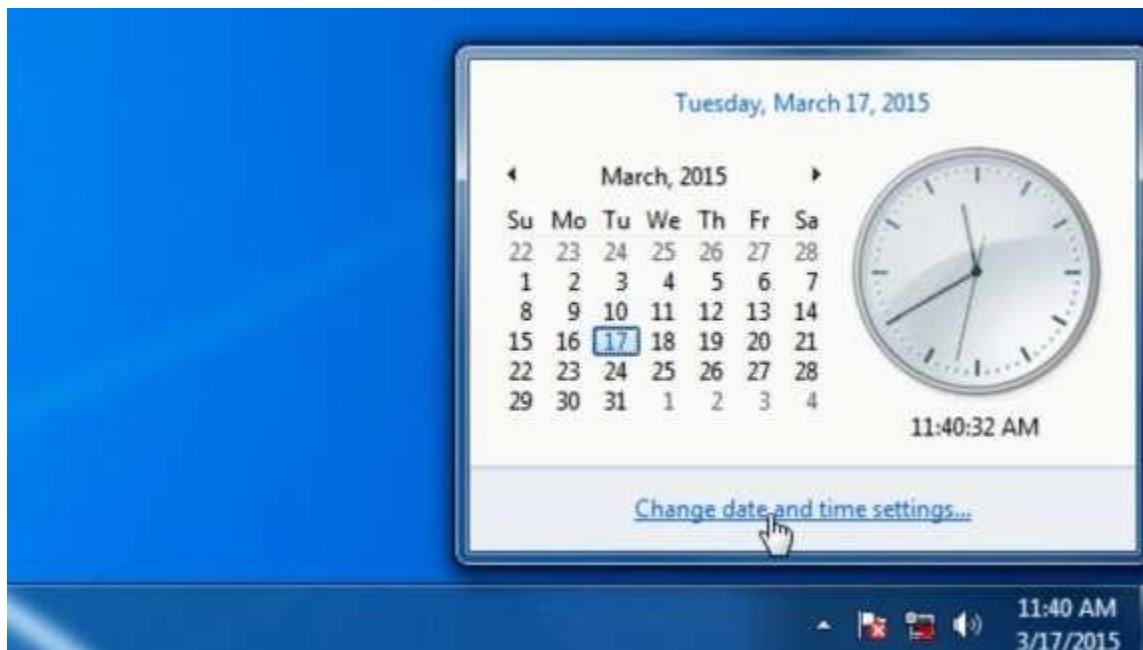 Tuesday, March 17, 2015
March, 2015
Su Mo Tu We Th Fr Sa
22 23 24 25 26 27 28
1 2 3 4 5 6 7
8 9 10 11 12 13 14
15 16 17 18 19 20 21
22 23 24 25 26 27 28
29 30 31 1 2 3 4
11:40:32 AM
Change date and time settings...
11:40 AM
3/17/2015